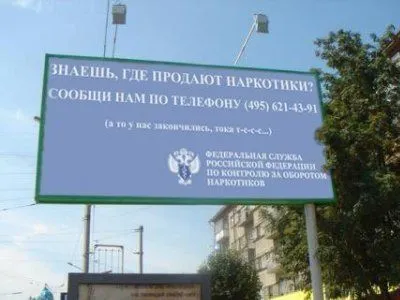 ЗНАЕШЬ, ГДЕ ПРОДАЮТ НАРКОТИКИ?
СООБЩИ НАМ ПО ТЕЛЕФОНУ (495) 621-43-91
(а то у нас закончились, тока т-с-с-с...)
ФЕДЕРАЛЬНАЯ СЛУЖБА
РОССИЙСКОЙ ФЕДЕРАЦИИ
ПО КОНТРОЛЮ ЗА ОБОРОТОМ
НАРКОТИКОВ